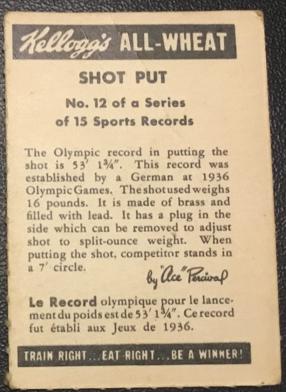 Kellogg's ALL-WHEAT
SHOT PUT
No. 12 of a Series
of 15 Sports Records
The Olympic record in putting the
shot is 53' 1¾". This record was
established by a German at 1936
Olympic Games. The shot used weighs
16 pounds. It is made of brass and
filled with lead. It has a plug in the
side which can be removed to adjust
shot to split-ounce weight. When
putting the shot, competitor stands in
a 7' circle.
by "Ace" Percival
Le Record olympique pour le lance-
ment du poids est de 53' 1¾". Ce record
fut établi aux Jeux de 1936.
TRAIN RIGHT...EAT RIGHT...BE A WINNER!